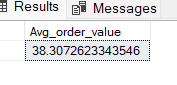 Results Messages
Avg_order_value
38.3072623343546